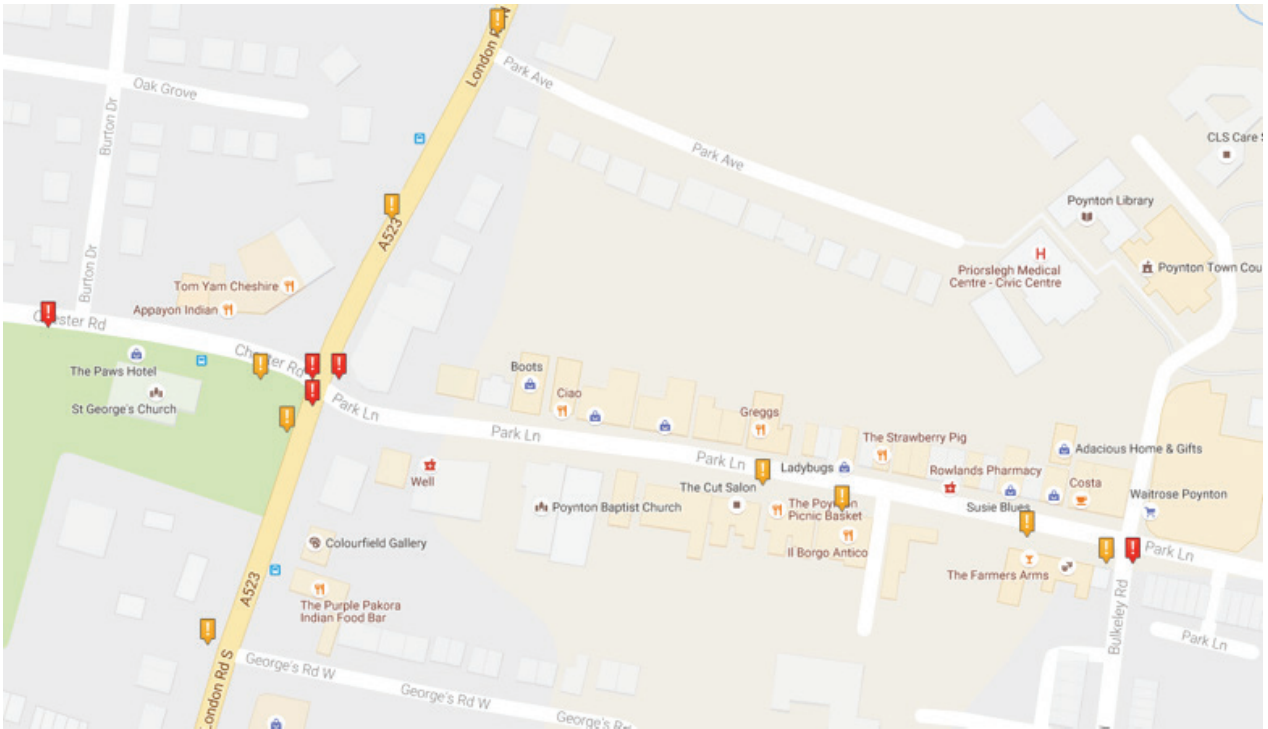 London Rd N
Park Ave
Oak Grove
Burton Dr
CLS Care
Park Ave
Poynton Library
A523
Priorslegh Medical
Centre - Civic Centre
Poynton Town Cou
Tom Yam Cheshire
Burton Dr
Appayon Indian
Chester Rd
The Paws Hotel
Chester Rd
St George's Church
Boots
Ciao
Park Ln
Greggs
Park Ln
The Strawberry Pig
Adacious Home & Gifts
Park Ln
Ladybugs
Rowlands Pharmacy
Well
Costa
The Cut Salon
Waitrose Poynton
Poynton Baptist Church
The Poynton
Picnic Basket
Susie Blues
Colourfield Gallery
Il Borgo Antico
Park Ln
The Farmers Arms
A523
The Purple Pakora
Indian Food Bar
Bulkeley Rd
Park Ln
London Rd S
George's Rd W
George's Rd W
George's Rd